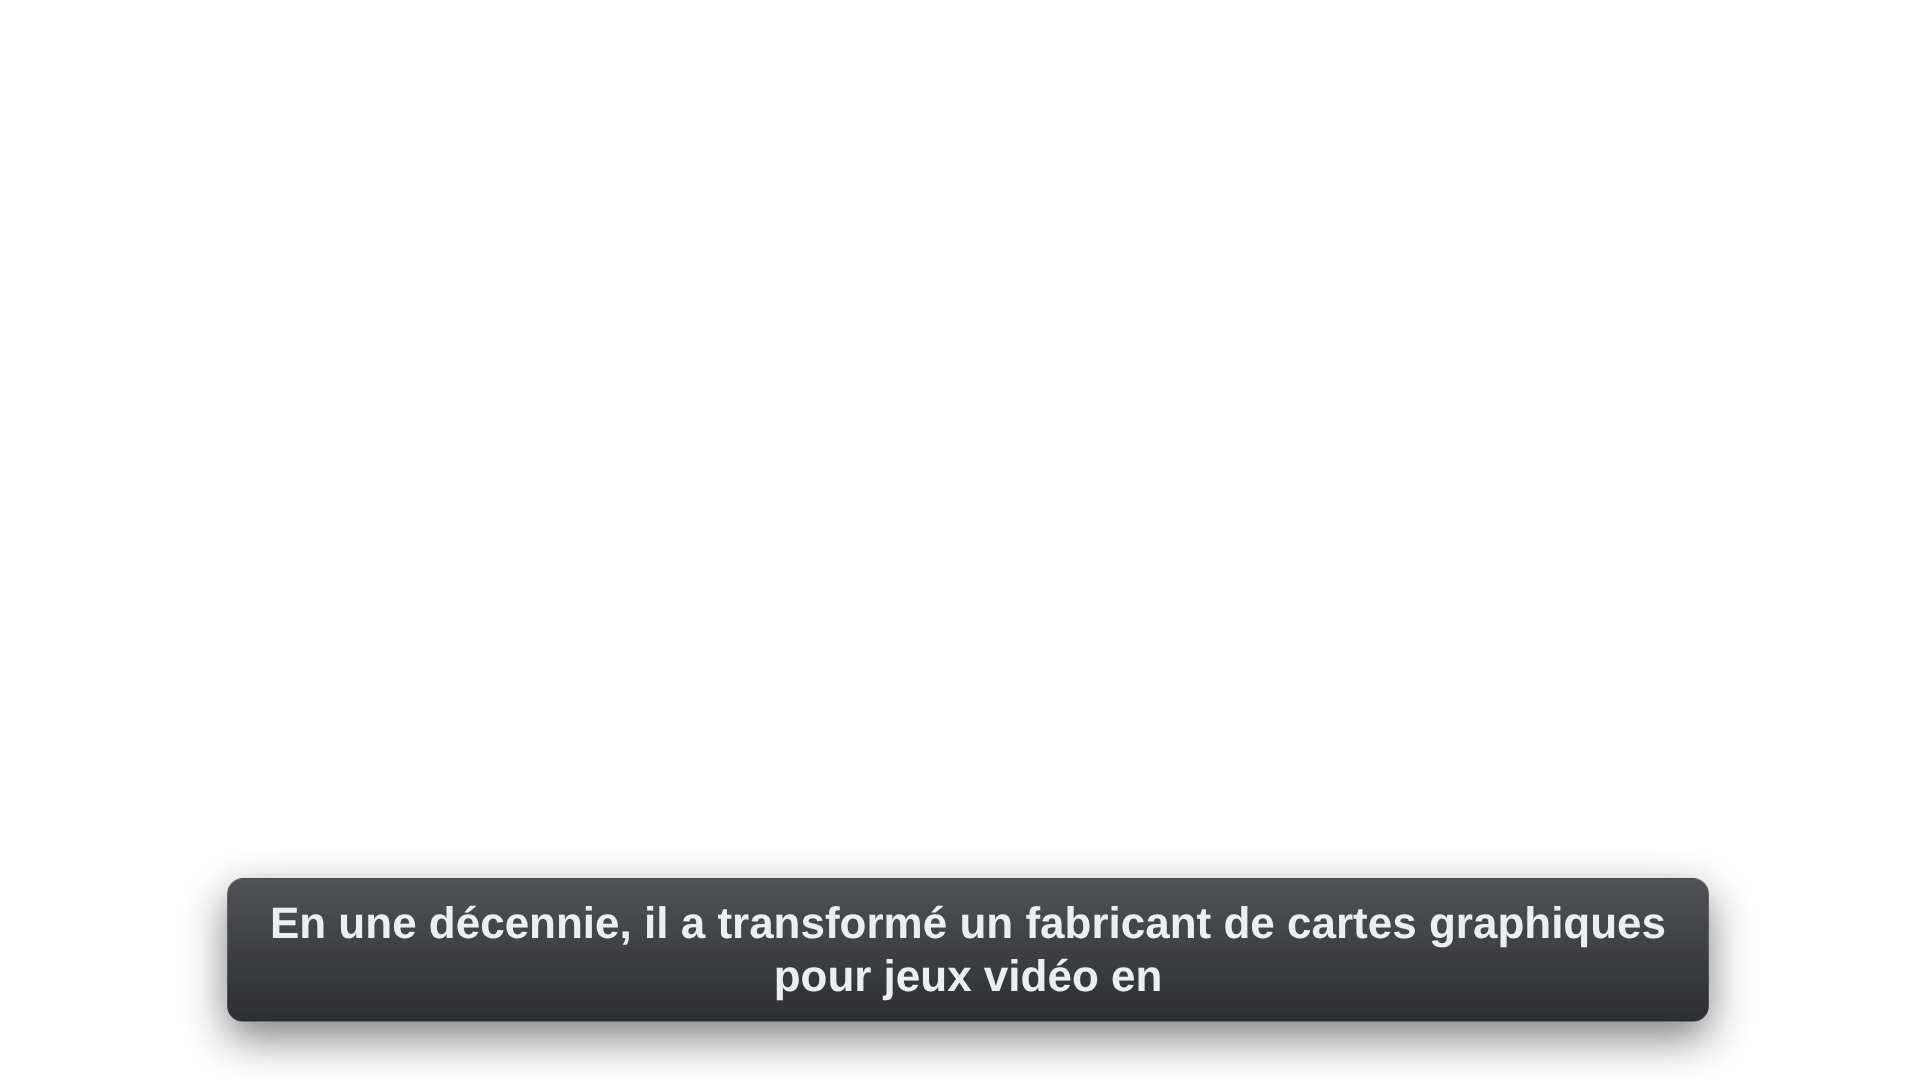 En une décennie, il a transformé un fabricant de cartes graphiques
pour jeux vidéo en